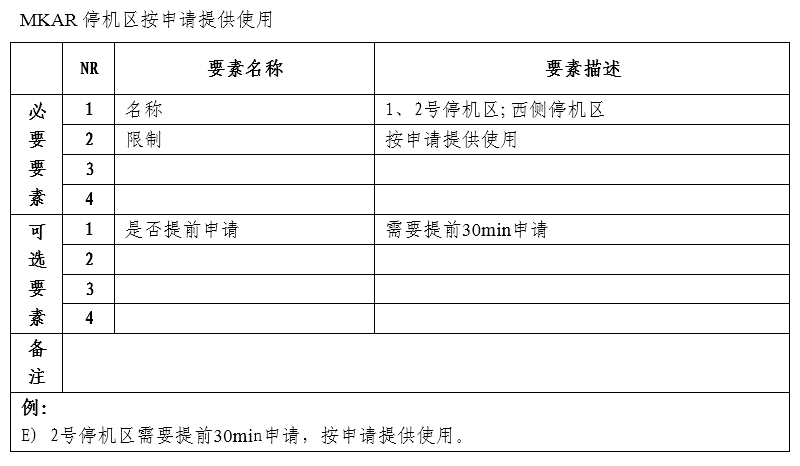 MKAR 停机区按申请提供使用
NR 要素名称 要素描述
必要要素
1 名称 1、2号停机区; 西侧停机区
2 限制 按申请提供使用
3
4
可选要素
1 是否提前申请 需要提前30min申请
2
3
4
备注
例:
E) 2号停机区需要提前30min申请，按申请提供使用。